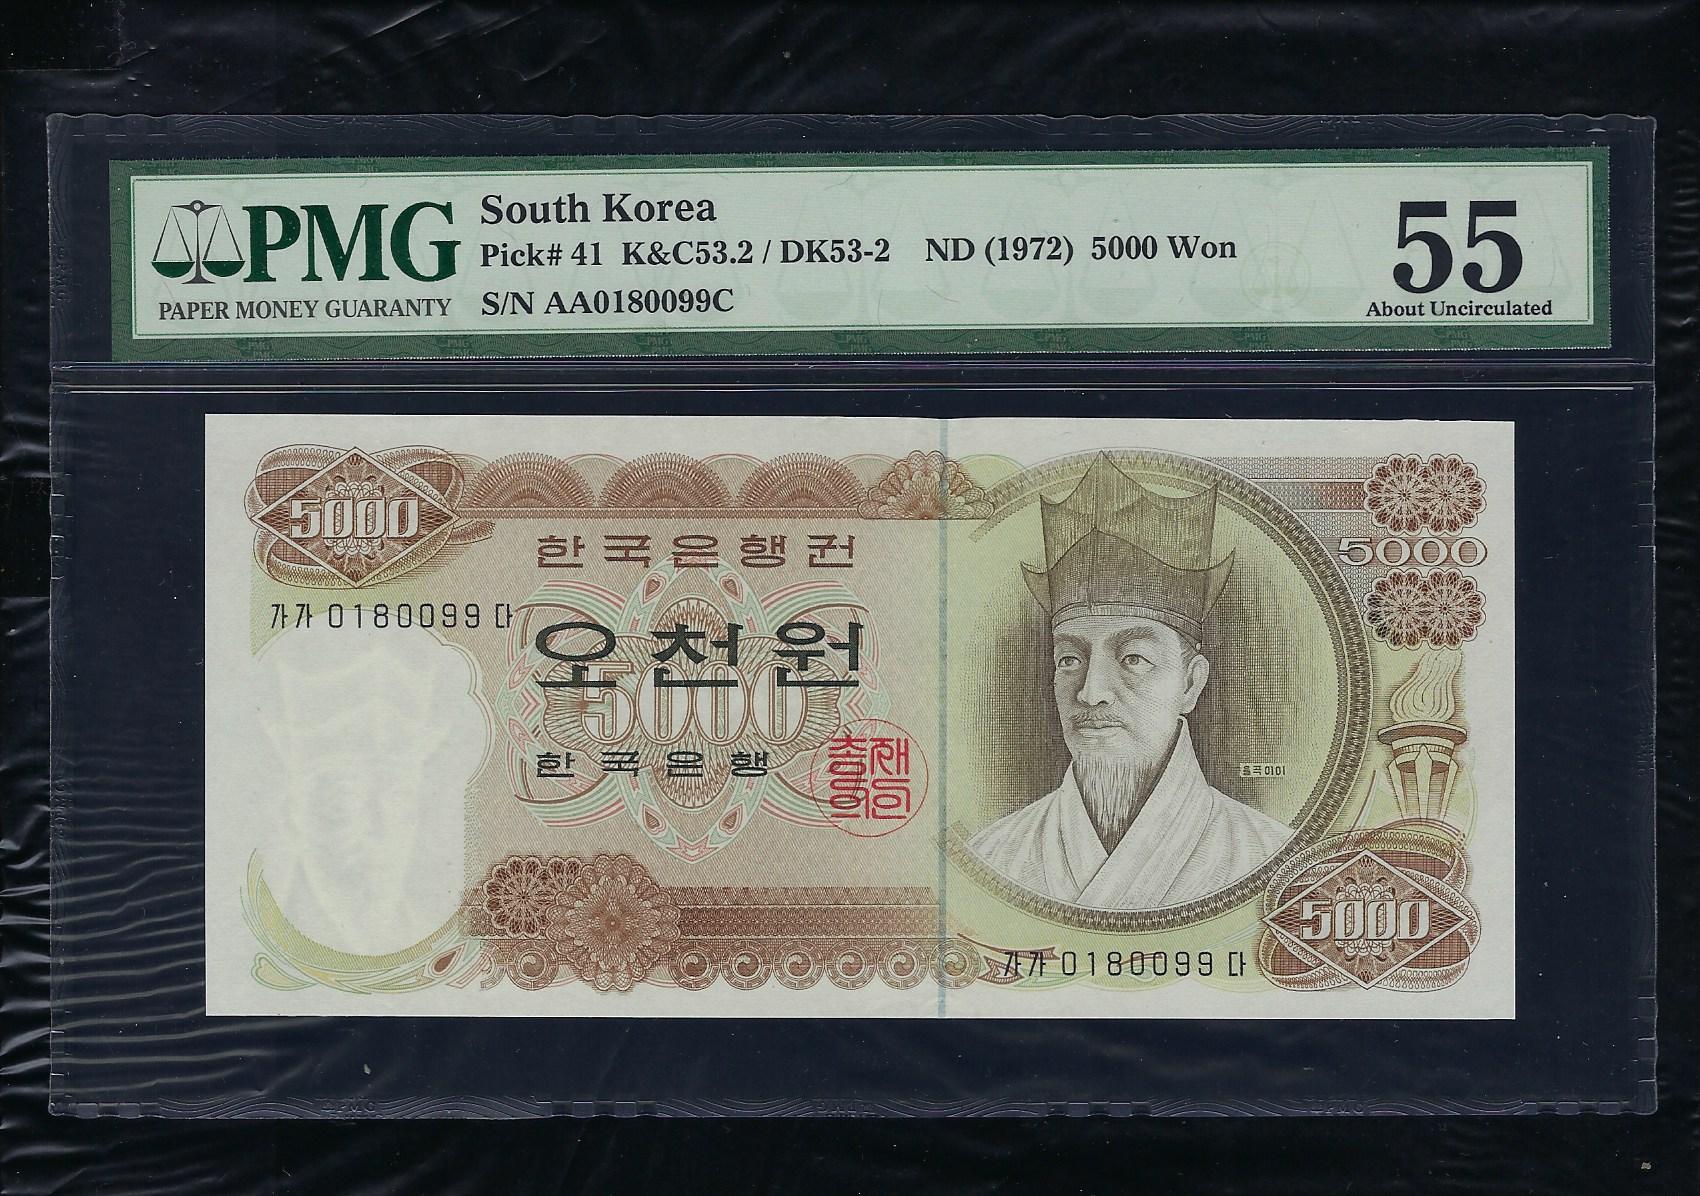 PMG
PAPER MONEY GUARANTY
South Korea
Pick# 41 K&C53.2 / DK53-2 ND (1972) 5000 Won
S/N AA0180099C
55
About Uncirculated
5000
한국은행권
5000
가가 0180099 다
오천원
5000
한국은행
총재의인
율곡 이이
가가 0180099 다
5000